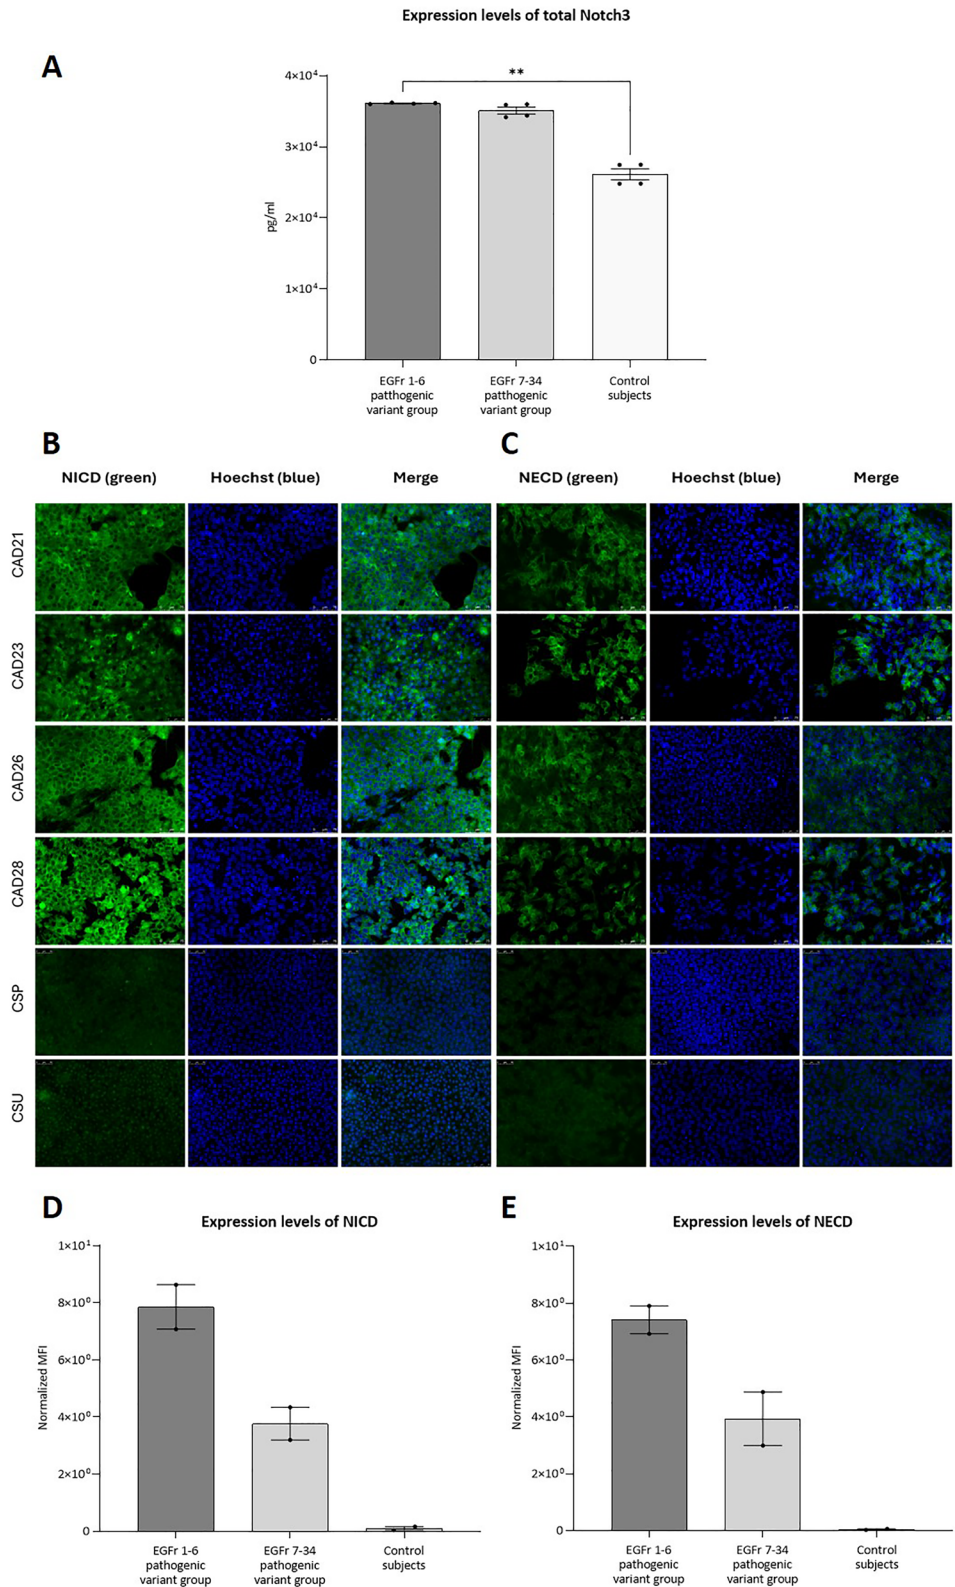 Expression levels of total Notch3
A
**
4×10⁴
3×10⁴
2×10⁴
1×10⁴
0
pg/ml
EGFr 1-6
patthogenic
variant group
EGFr 7-34
patthogenic
variant group
Control
subjects
B
C
NICD (green)
Hoechst (blue)
Merge
NECD (green)
Hoechst (blue)
Merge
CAD21
CAD23
CAD26
CAD28
CSP
CSU
D
Expression levels of NICD
1×10¹
8×10⁰
6×10⁰
4×10⁰
2×10⁰
0
Normalized MFI
EGFr 1-6
pathogenic
variant group
EGFr 7-34
pathogenic
variant group
Control
subjects
E
Expression levels of NECD
1×10¹
8×10⁰
6×10⁰
4×10⁰
2×10⁰
0
Normalized MFI
EGFr 1-6
pathogenic
variant group
EGFr 7-34
pathogenic
variant group
Control
subjects